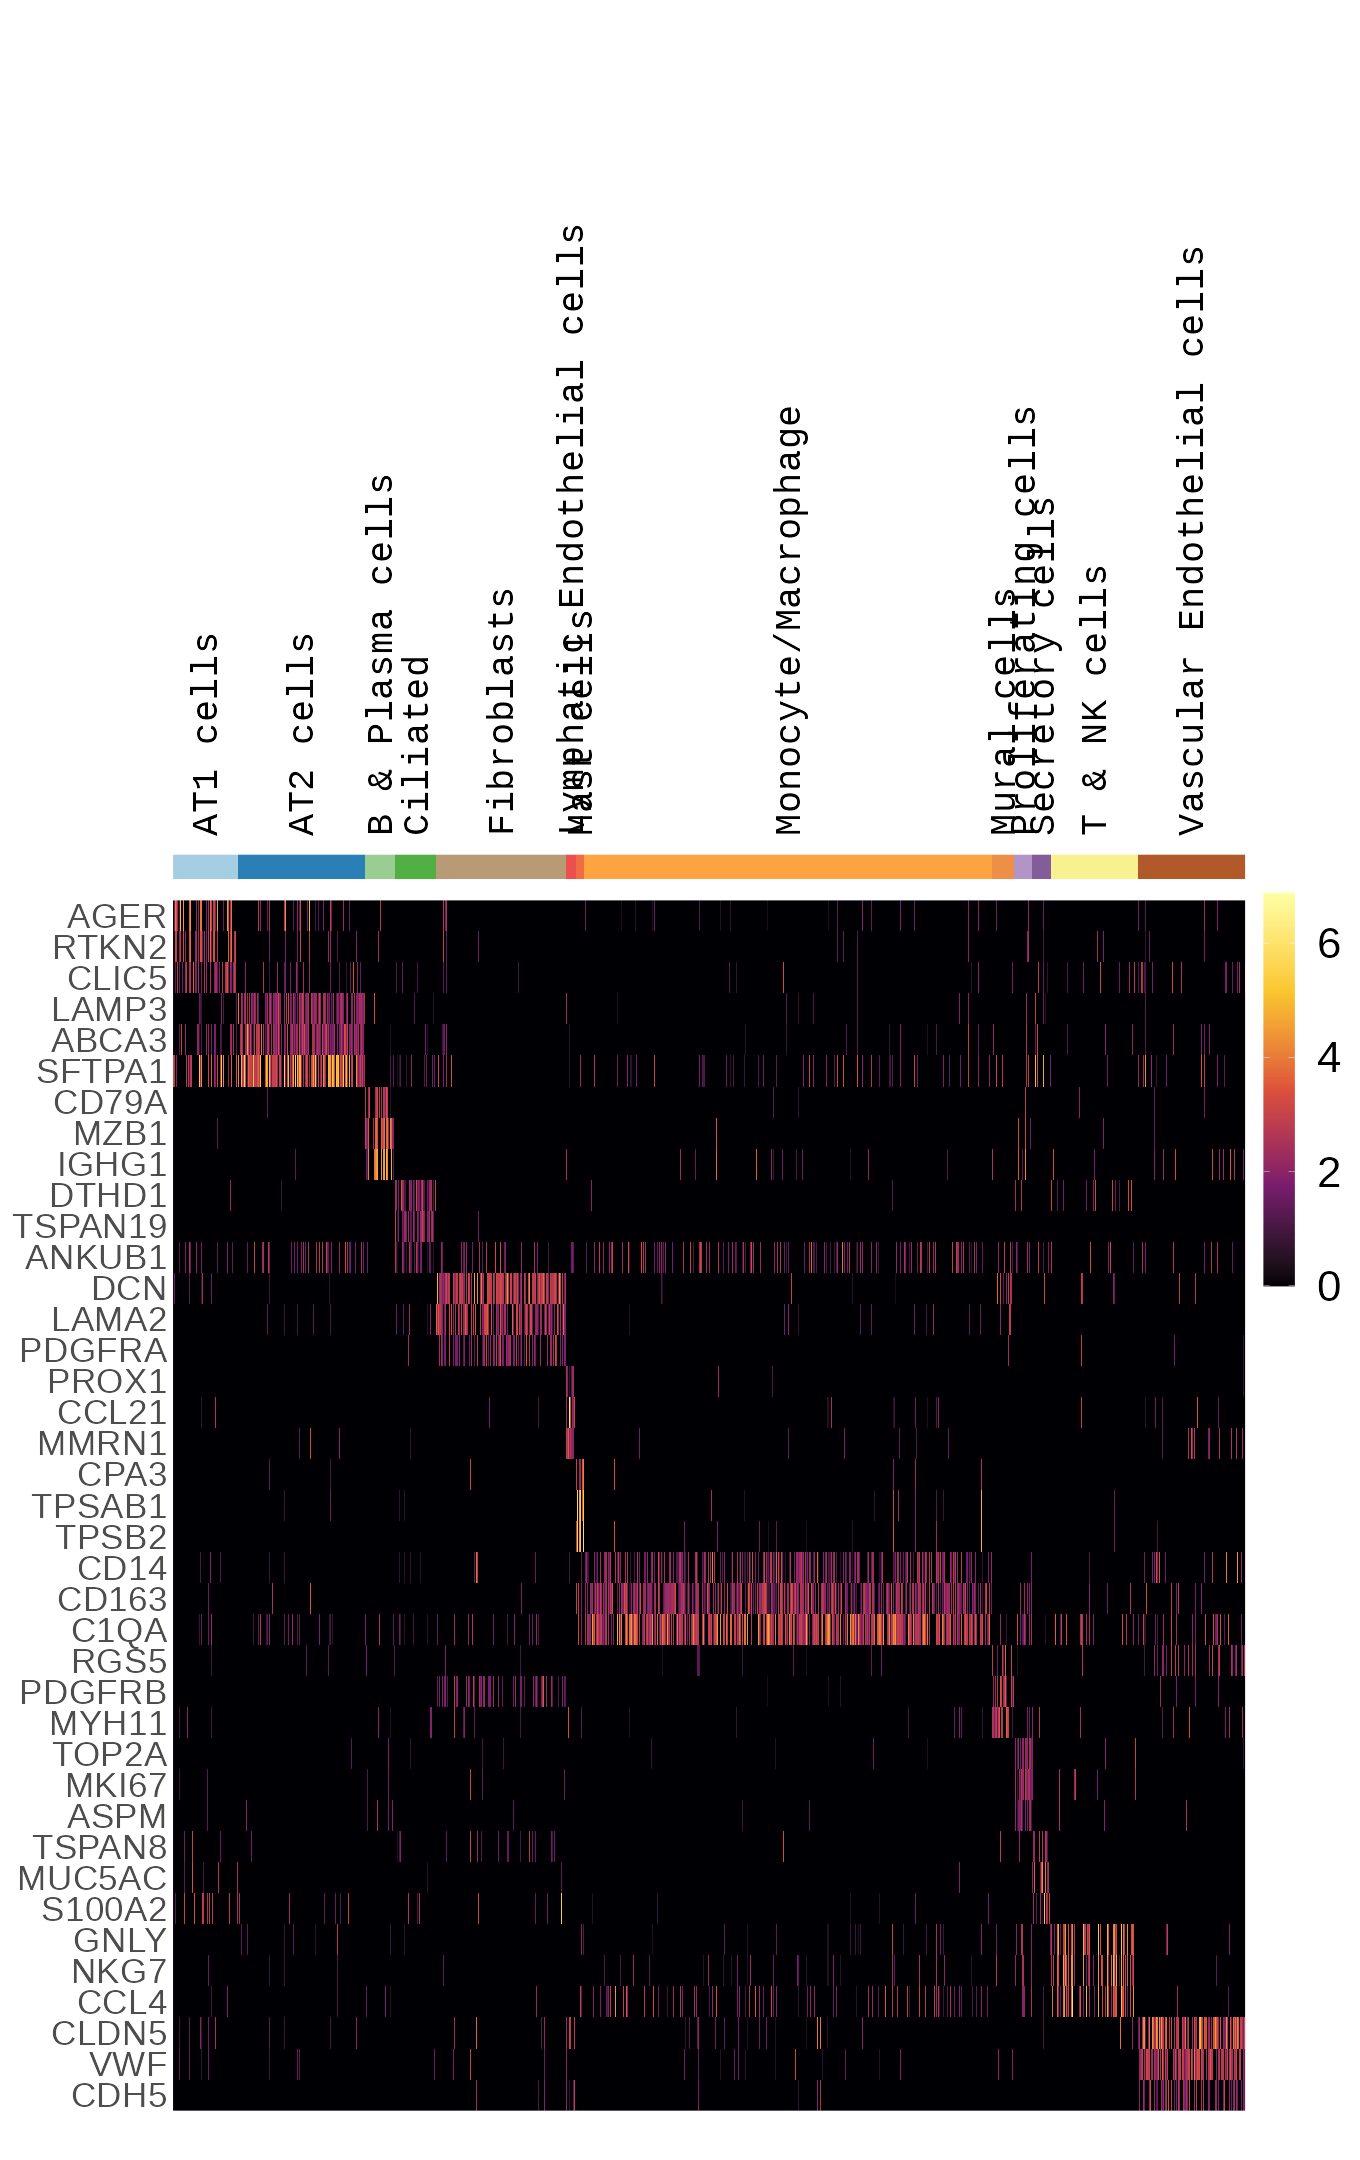 AT1 cells
AT2 cells
B & Plasma cells
Ciliated
Fibroblasts
Lymphatic Endothelial cells
Mast cells
Monocyte/Macrophage
Mural cells
Proliferating cells
Secretory cells
T & NK cells
Vascular Endothelial cells
AGER
RTKN2
CLIC5
LAMP3
ABCA3
SFTPA1
CD79A
MZB1
IGHG1
DTHD1
TSPAN19
ANKUB1
DCN
LAMA2
PDGFRA
PROX1
CCL21
MMRN1
CPA3
TPSAB1
TPSB2
CD14
CD163
C1QA
RGS5
PDGFRB
MYH11
TOP2A
MKI67
ASPM
TSPAN8
MUC5AC
S100A2
GNLY
NKG7
CCL4
CLDN5
VWF
CDH5
6
4
2
0